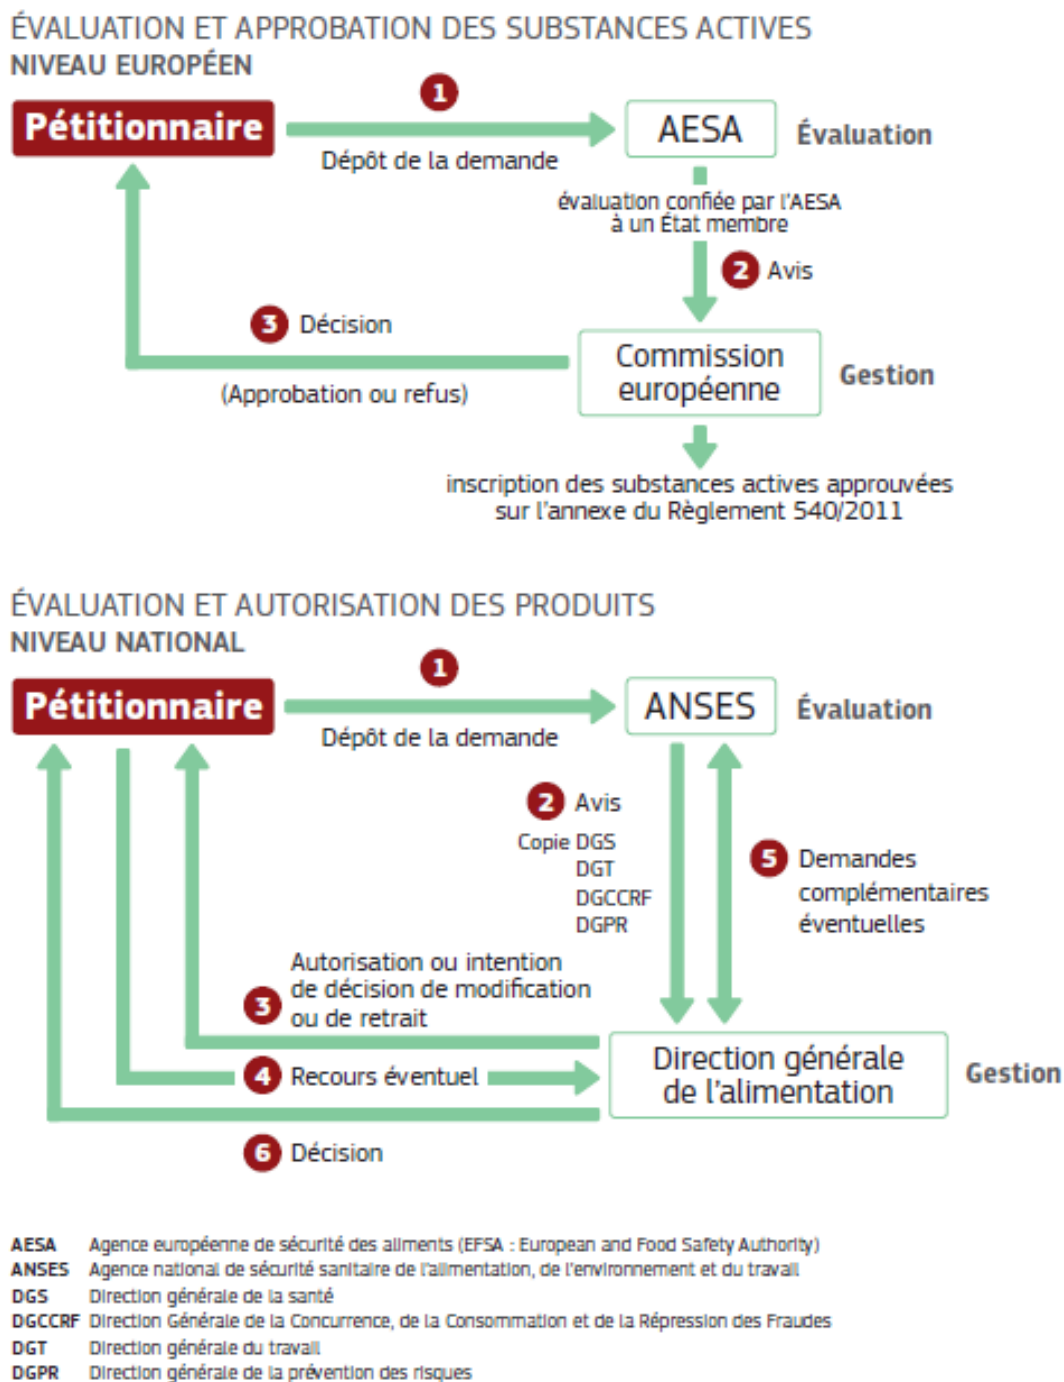 ÉVALUATION ET APPROBATION DES SUBSTANCES ACTIVES
NIVEAU EUROPÉEN
1
Pétitionnaire
AESA
Évaluation
Dépôt de la demande
évaluation confiée par l'AESA
à un État membre
2 Avis
3 Décision
Commission
européenne
Gestion
(Approbation ou refus)
inscription des substances actives approuvées
sur l'annexe du Règlement 540/2011
ÉVALUATION ET AUTORISATION DES PRODUITS
NIVEAU NATIONAL
1
Pétitionnaire
ANSES
Évaluation
Dépôt de la demande
2 Avis
Copie DGS
DGT
DGCCRF
DGPR
5 Demandes
complémentaires
éventuelles
Autorisation ou intention
3 de décision de modification
ou de retrait
4 Recours éventuel
Direction générale
de l'alimentation
Gestion
6 Décision
AESA Agence européenne de sécurité des aliments (EFSA : European and Food Safety Authority)
ANSES Agence national de sécurité sanitaire de l'alimentation, de l'environnement et du travail
DGS Direction générale de la santé
DGCCRF Direction Générale de la Concurrence, de la Consommation et de la Répression des Fraudes
DGT Direction générale du travail
DGPR Direction générale de la prévention des risques